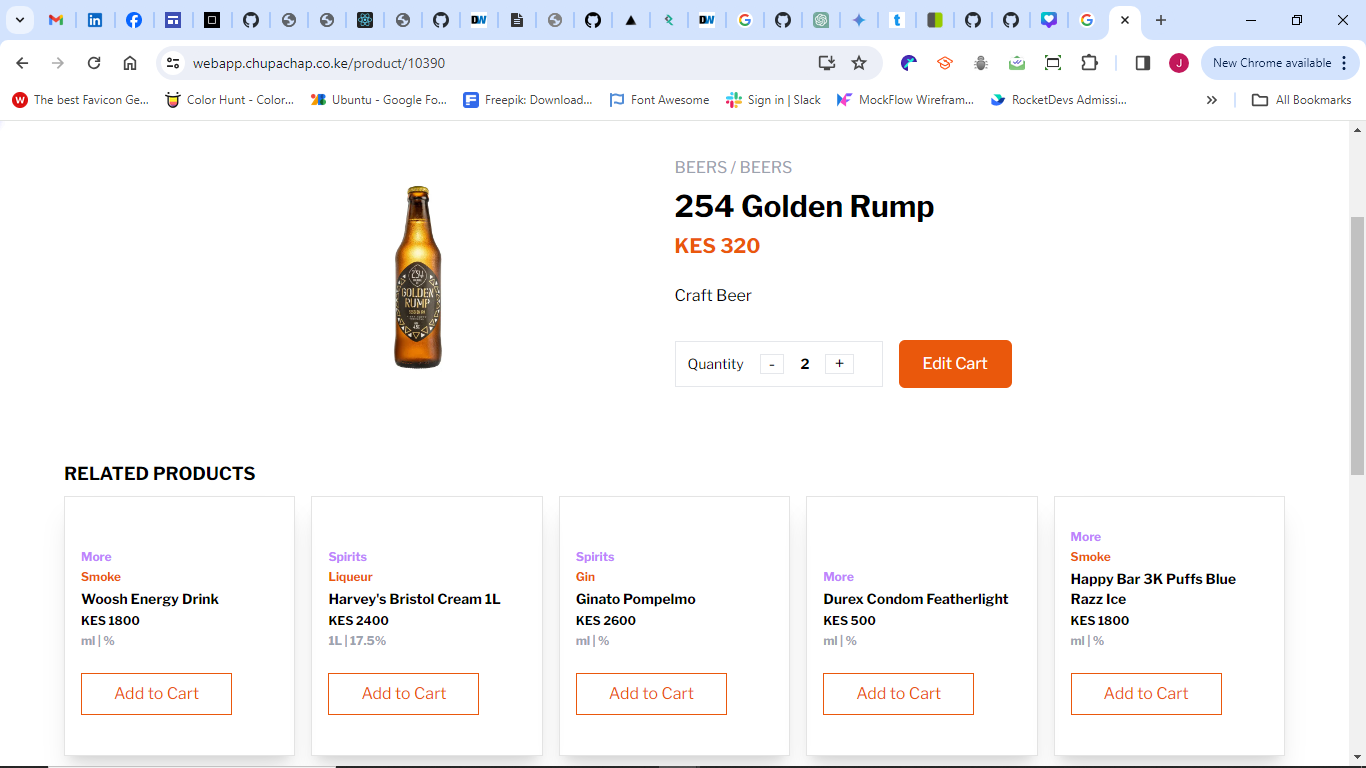 webapp.chupachap.co.ke/product/10390
New Chrome available
The best Favicon Ge...
Color Hunt - Color...
Ubuntu - Google Fo...
Freepik: Download...
Font Awesome
Sign in | Slack
MockFlow Wirefram...
RocketDevs Admissi...
All Bookmarks
BEERS / BEERS
254 Golden Rump
KES 320
Craft Beer
Quantity - 2 +
Edit Cart
254
GOLDEN
RUMP
RELATED PRODUCTS
More
Smoke
Woosh Energy Drink
KES 1800
ml | %
Add to Cart
Spirits
Liqueur
Harvey's Bristol Cream 1L
KES 2400
1L | 17.5%
Add to Cart
Spirits
Gin
Ginato Pompelmo
KES 2600
ml | %
Add to Cart
More
Durex Condom Featherlight
KES 500
ml | %
Add to Cart
More
Smoke
Happy Bar 3K Puffs Blue
Razz Ice
KES 1800
ml | %
Add to Cart